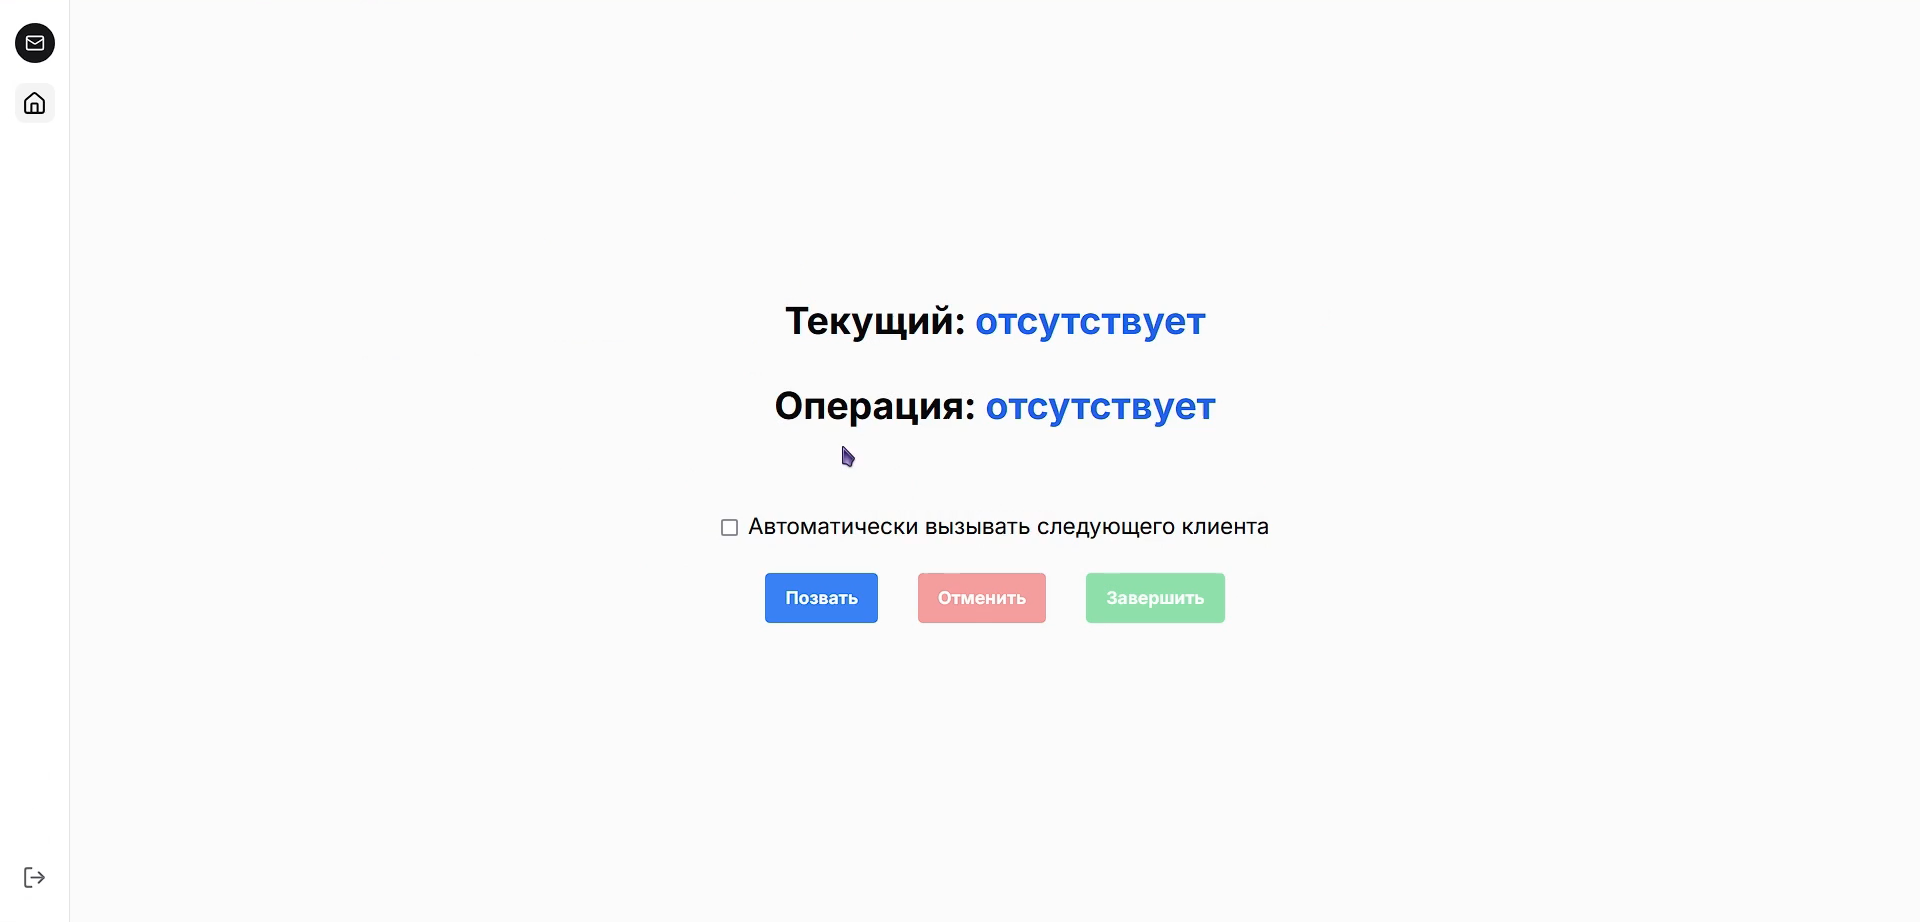 Текущий: отсутствует
Операция: отсутствует
Автоматически вызывать следующего клиента
Позвать Отменить Завершить